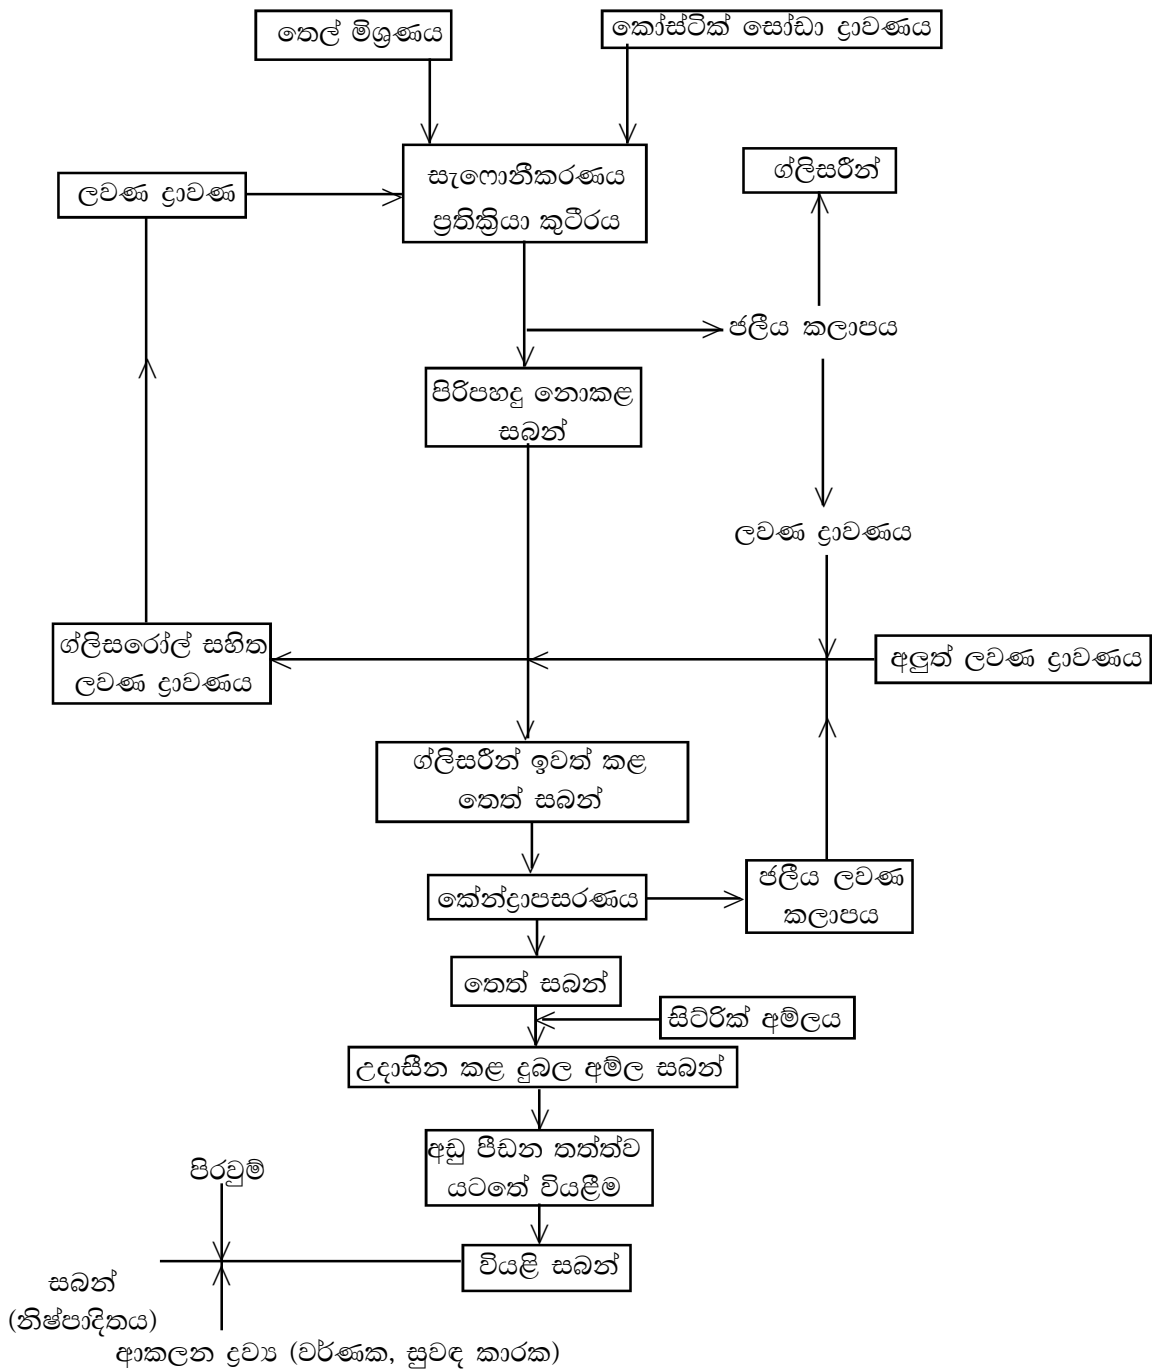 තෙල් මිශ්‍රණය
කෝස්ටික් සෝඩා ද්‍රාවණය
සැෆොනීකරණය
ප්‍රතික්‍රියා කුටීරය
ග්ලිසරීන්
ලවණ ද්‍රාවණ
ජලීය කලාපය
පිරිපහදු නොකළ
සබන්
ලවණ ද්‍රාවණය
ග්ලිසරෝල් සහිත
ලවණ ද්‍රාවණය
අලුත් ලවණ ද්‍රාවණය
ග්ලිසරීන් ඉවත් කළ
තෙත් සබන්
කේන්ද්‍රාපසරණය
ජලීය ලවණ
කලාපය
තෙත් සබන්
සිට්රික් අම්ලය
උදාසීන කළ දුබල අම්ල සබන්
අඩු පීඩන තත්ත්ව
යටතේ වියළීම
පිරවුම්
වියළි සබන්
සබන්
(නිෂ්පාදිතය)
ආකලන ද්‍රව්‍ය (වර්ණක, සුවඳ කාරක)